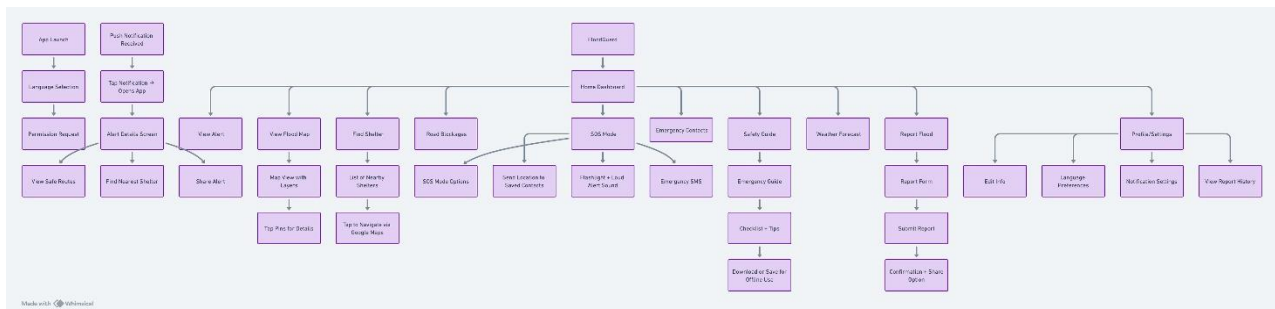 App Launch
Push Notification
Received
Language Selection
Tap Notification →
Opens App
Home Dashboard
Permission Request
Alert Details Screen
View Alert
View Flood Map
Find Shelter
Road Blockages
SOS Mode
Emergency Contacts
Safety Guide
Weather Forecast
Report Flood
Profile/Settings
View Safe Routes
Find Nearest Shelter
Share Alert
Map View with
Layers
List of Nearby
Shelters
SOS Mode Options
Send Location to
Saved Contacts
Flashlight + Loud
Alert Sound
Emergency SMS
Emergency Guide
Report Form
Edit Info
Language
Preferences
Notification Settings
View Report History
Tap Pins for Details
Tap to Navigate via
Google Maps
Checklist + Tips
Submit Report
Download or Save for
Offline Use
Confirmation + Share
Option
Made with Whimsical